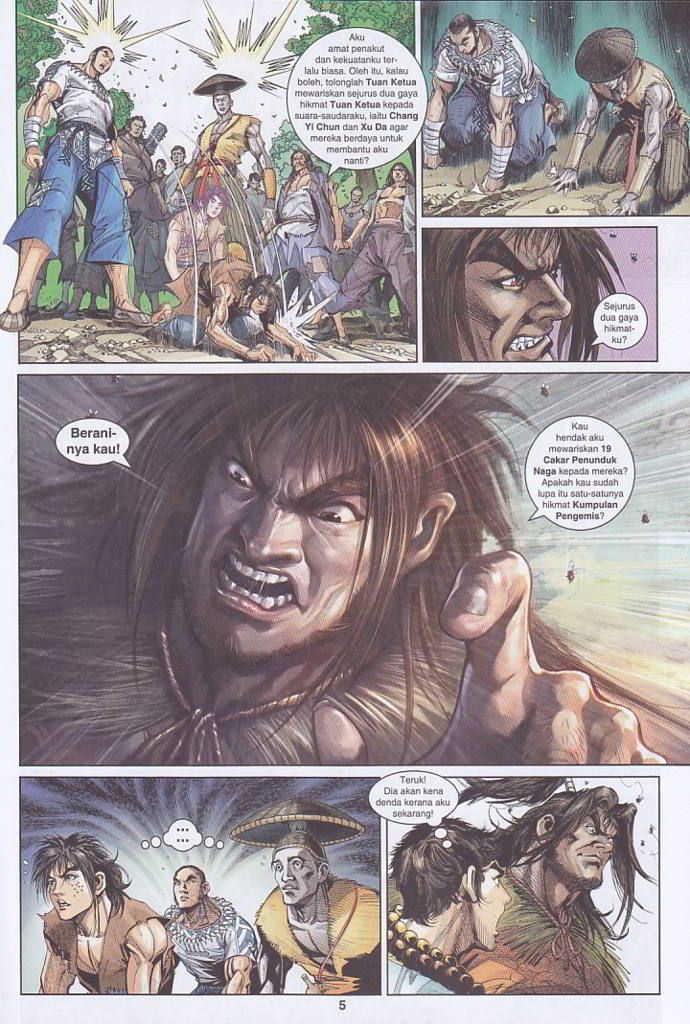 Aku
amat penakut
dan kekuatanku ter-
lalu biasa. Oleh itu, kalau
boleh, tolonglah Tuan Ketua
mewariskan sejurus dua gaya
hikmat Tuan Ketua kepada
suara-saudaraku, iaitu Chang
Yi Chun dan Xu Da agar
mereka berdaya untuk
membantu aku
nanti?
Sejurus
dua gaya
hikmat-
ku?
Berani-
nya kau!
Kau
hendak aku
mewariskan 19
Cakar Penunduk
Naga kepada mereka?
Apakah kau sudah
lupa itu satu-satunya
hikmat Kumpulan
Pengemis?
...
...
Teruk!
Dia akan kena
denda kerana aku
sekarang!
5